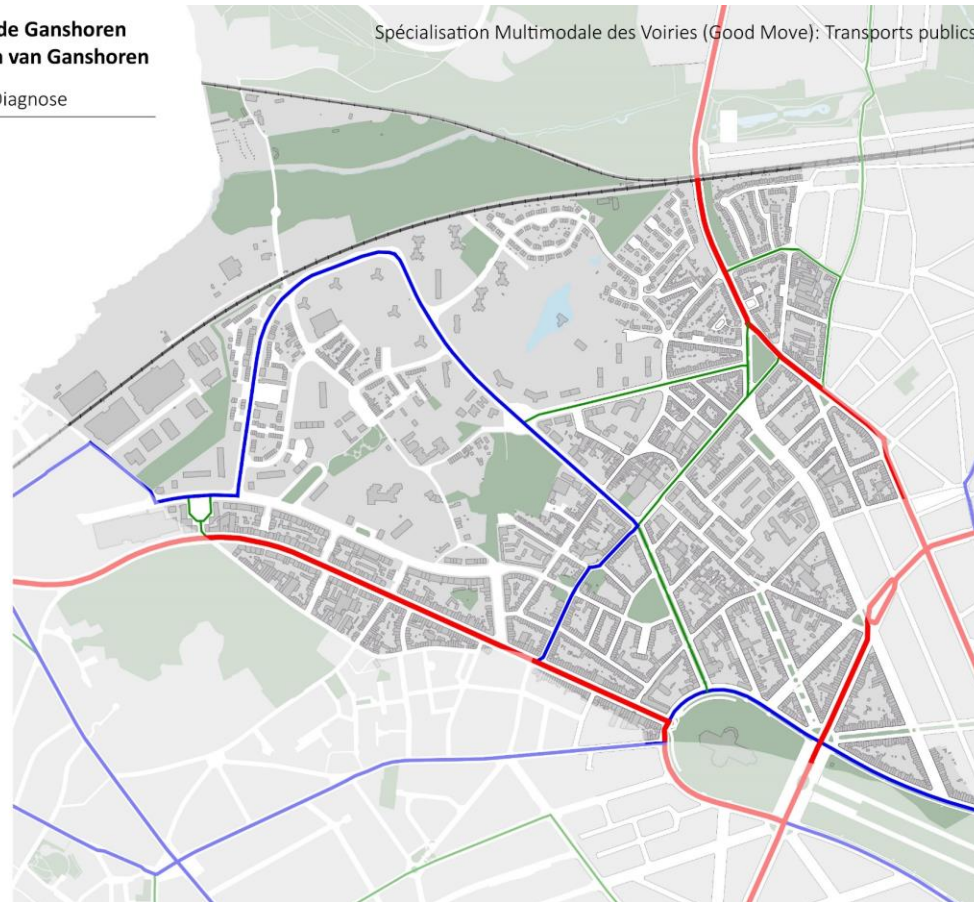 de Ganshoren
van Ganshoren
Diagnose
Spécialisation Multimodale des Voiries (Good Move): Transports publics